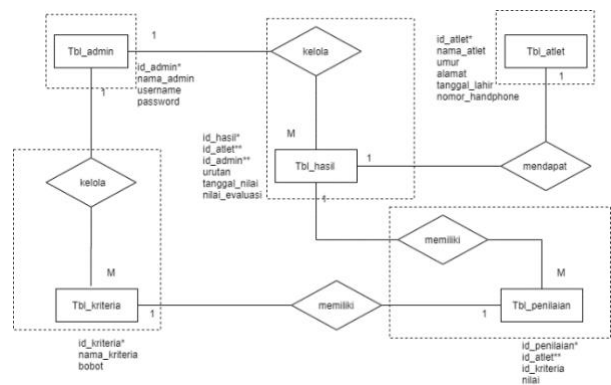 Tbl_admin
1
id_admin*
nama_admin
username
password
1
kelola
M
id_hasil*
id_atlet**
id_admin**
urutan
tanggal_nilai
nilai_evaluasi
Tbl_hasil
1
1
id_atlet*
nama_atlet
umur
alamat
tanggal_lahir
nomor_handphone
Tbl_atlet
1
mendapat
kelola
M
Tbl_kriteria
1
id_kriteria*
nama_kriteria
bobot
memiliki
memiliki
M
1
Tbl_penilaian
id_penilaian*
id_atlet**
id_kriteria
nilai